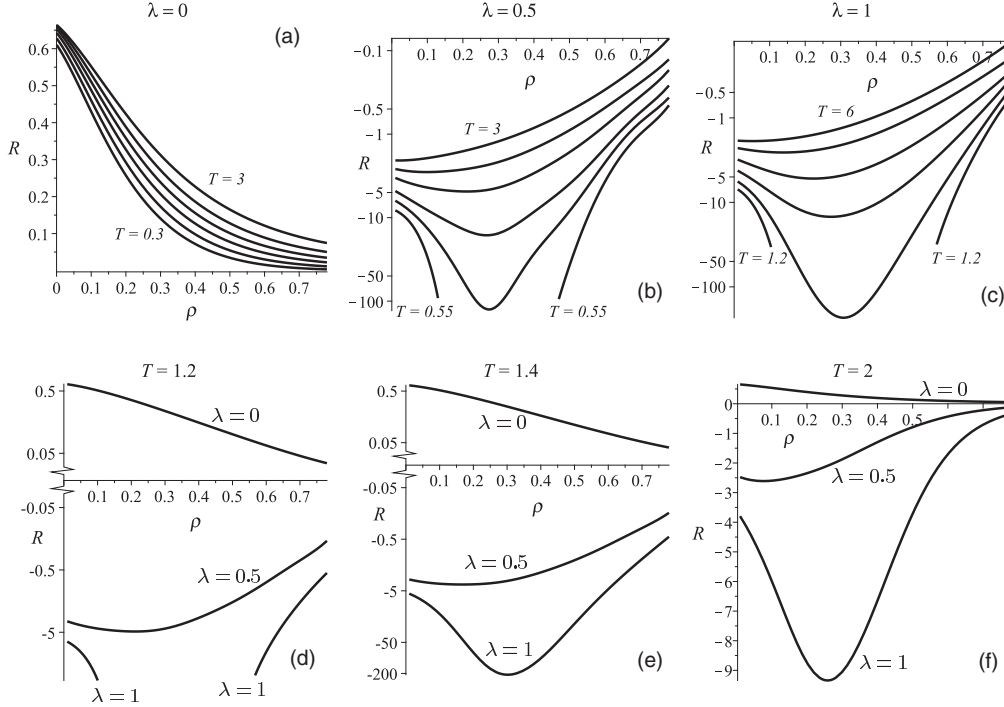 λ = 0
(a)
0.6
0.5
0.4
R
0.3
0.2
0.1
T = 3
T = 0.3
0 0.1 0.2 0.3 0.4 0.5 0.6 0.7
ρ
λ = 0.5
-0.1
0.1 0.2 0.3 0.4 0.5 0.6 0.7
ρ
-0.5
-1
T = 3
R
-5
-10
-50
-100
T = 0.55
T = 0.55
(b)
λ = 1
0.1 0.2 0.3 0.4 0.5 0.6 0.7
ρ
-0.5
-1
T = 6
R
-5
-10
-50
-100
T = 1.2
T = 1.2
(c)
T = 1.2
0.5
λ = 0
0.05
0.1 0.2 0.3 0.4 0.5 0.6 0.7
-0.05
ρ
R
-0.5
λ = 0.5
-5
λ = 1
λ = 1
(d)
T = 1.4
0.5
λ = 0
0.05
0.1 0.2 0.3 0.4 0.5 0.6 0.7
-0.05
R
ρ
-0.5
λ = 0.5
-5
-50
λ = 1
-200
(e)
T = 2
λ = 0
0
0.1 0.2 0.3 0.4 0.5
ρ
-1
-2
λ = 0.5
-3
-4
R
-5
-6
-7
-8
-9
λ = 1
(f)